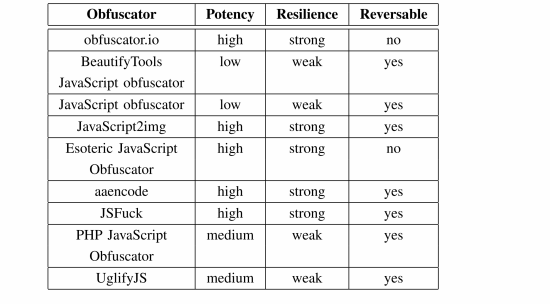 Obfuscator Potency Resilience Reversable
obfuscator.io high strong no
BeautifyTools low weak yes
JavaScript obfuscator
JavaScript obfuscator low weak yes
JavaScript2img high strong yes
Esoteric JavaScript high strong no
Obfuscator
aaencode high strong yes
JSFuck high strong yes
PHP JavaScript medium weak yes
Obfuscator
UglifyJS medium weak yes